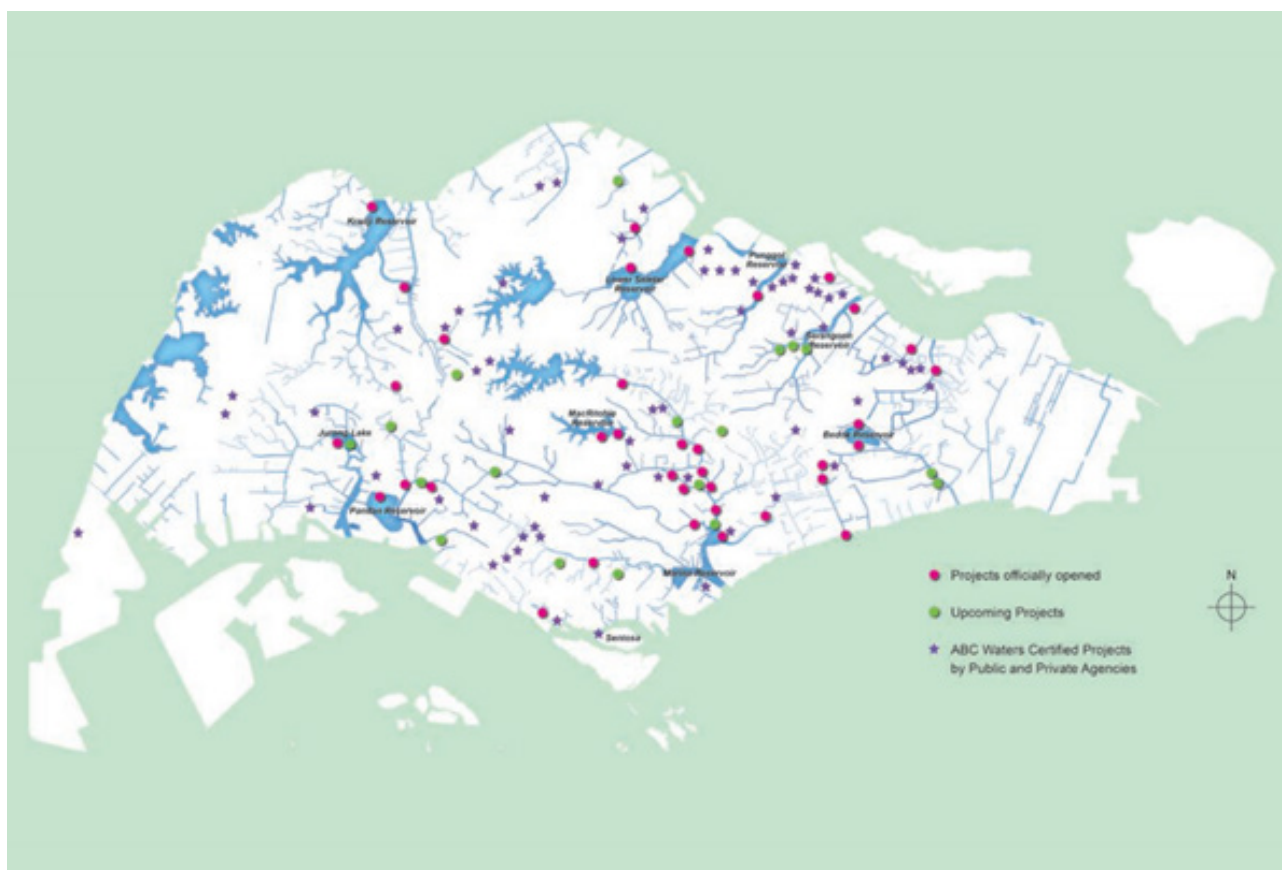 Kranji Reservoir
Punggol
Reservoir
Lower Seletar
Reservoir
Serangoon
Reservoir
MacRitchie
Reservoir
Jurong Lake
Bedok Reservoir
Pandan Reservoir
Marina Reservoir
Sentosa
Projects officially opened
Upcoming Projects
ABC Waters Certified Projects
by Public and Private Agencies
N